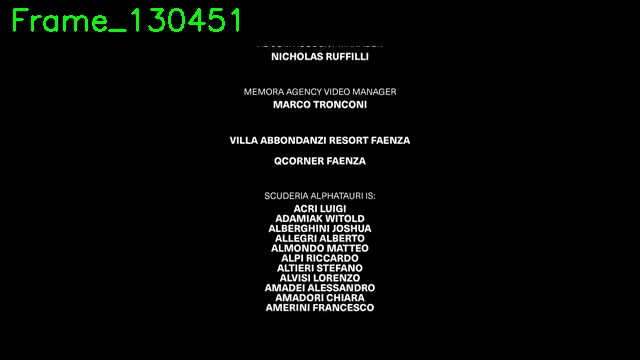 Frame_130451
NICHOLAS RUFFILLI
MEMORA AGENCY VIDEO MANAGER
MARCO TRONCONI
VILLA ABBONDANZI RESORT FAENZA
QCORNER FAENZA
SCUDERIA ALPHATAURI IS:
ACRI LUIGI
ADAMIAK WITOLD
ALBERGHINI JOSHUA
ALLEGRI ALBERTO
ALMONDO MATTEO
ALPI RICCARDO
ALTIERI STEFANO
ALVISI LORENZO
AMADEI ALESSANDRO
AMADORI CHIARA
AMERINI FRANCESCO